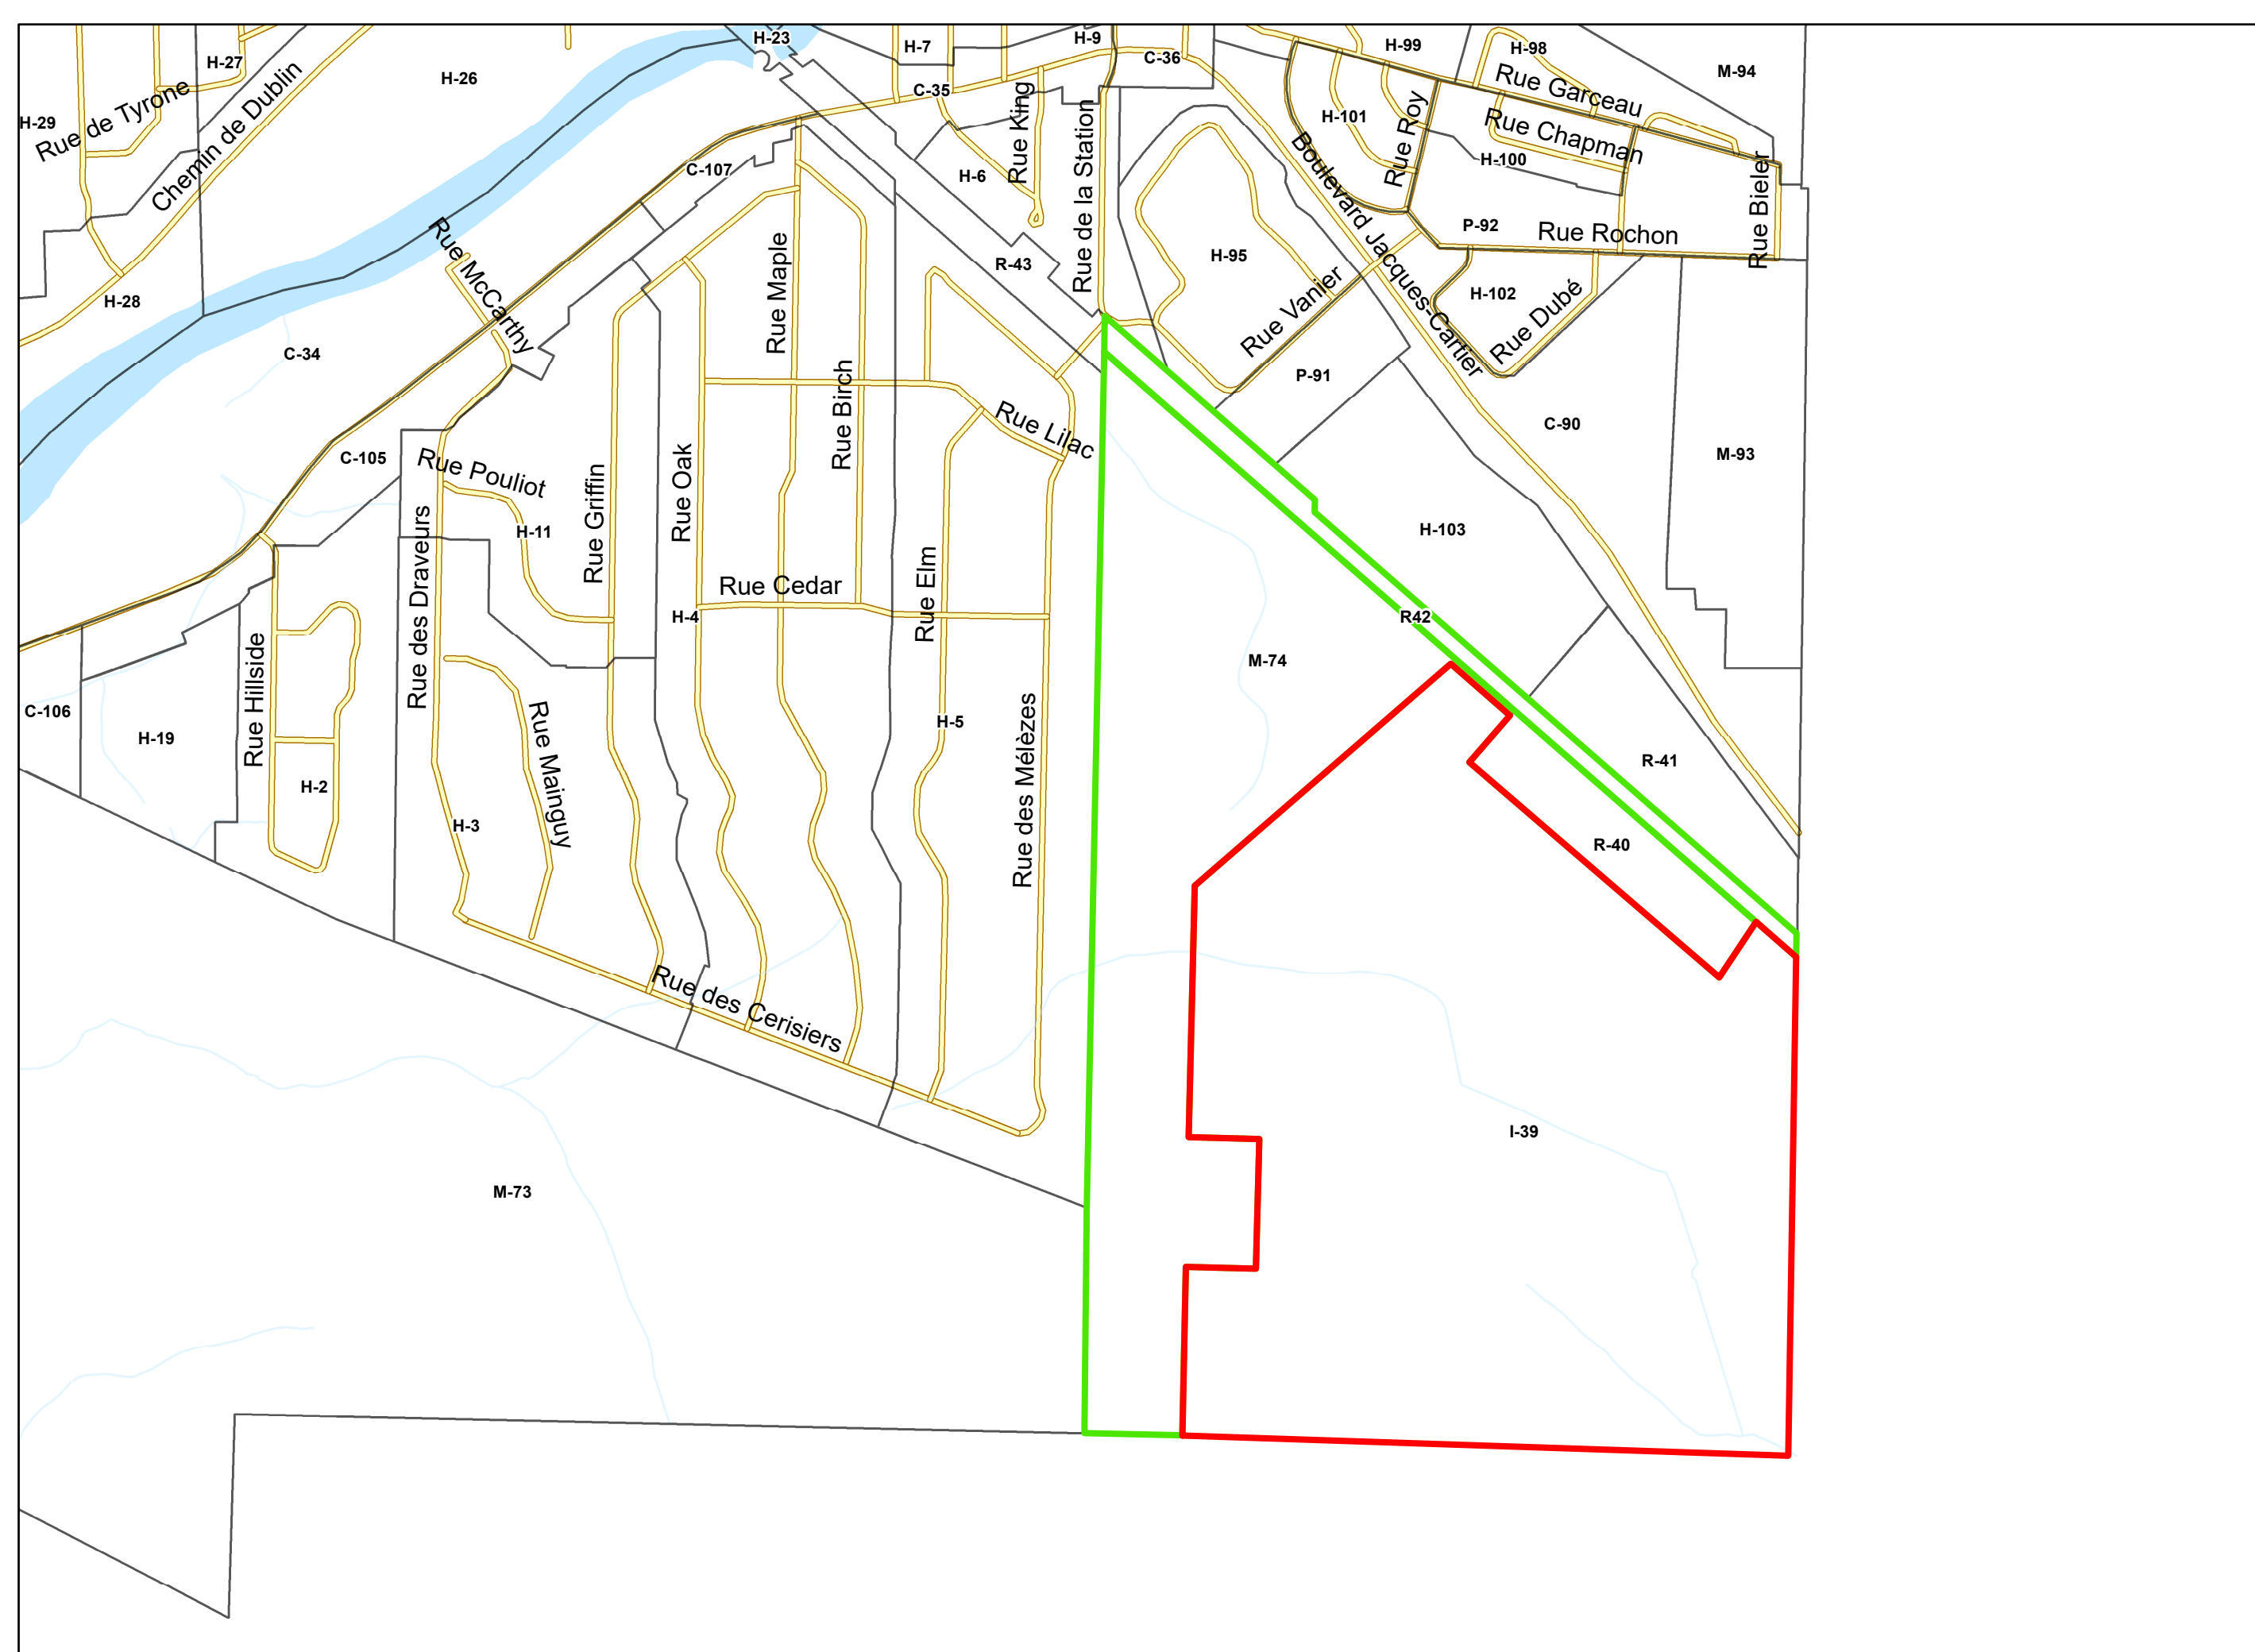 H-23
H-7
H-9
C-36
H-99
H-98
M-94
H-27
H-26
C-35
Rue Garceau
H-29
Rue de Tyrone
Chemin de Dublin
Rue King
H-101
Rue Roy
Rue Chapman
H-100
C-107
H-6
Rue de la Station
Boulevard Jacques-Cartier
Rue Bieler
P-92
Rue Rochon
Rue McCarthy
Rue Maple
R-43
H-95
H-28
H-102
Rue Vanier
Rue Dubé
C-34
P-91
Rue Birch
Rue Lilac
C-90
C-105
Rue Pouliot
Rue Oak
M-93
Rue Griffin
H-11
H-103
Rue des Draveurs
Rue Cedar
Rue Elm
H-4
R42
Rue Hillside
M-74
C-106
H-19
Rue Mainguy
H-5
Rue des Mélèzes
R-41
H-2
H-3
R-40
Rue des Cerisiers
I-39
M-73